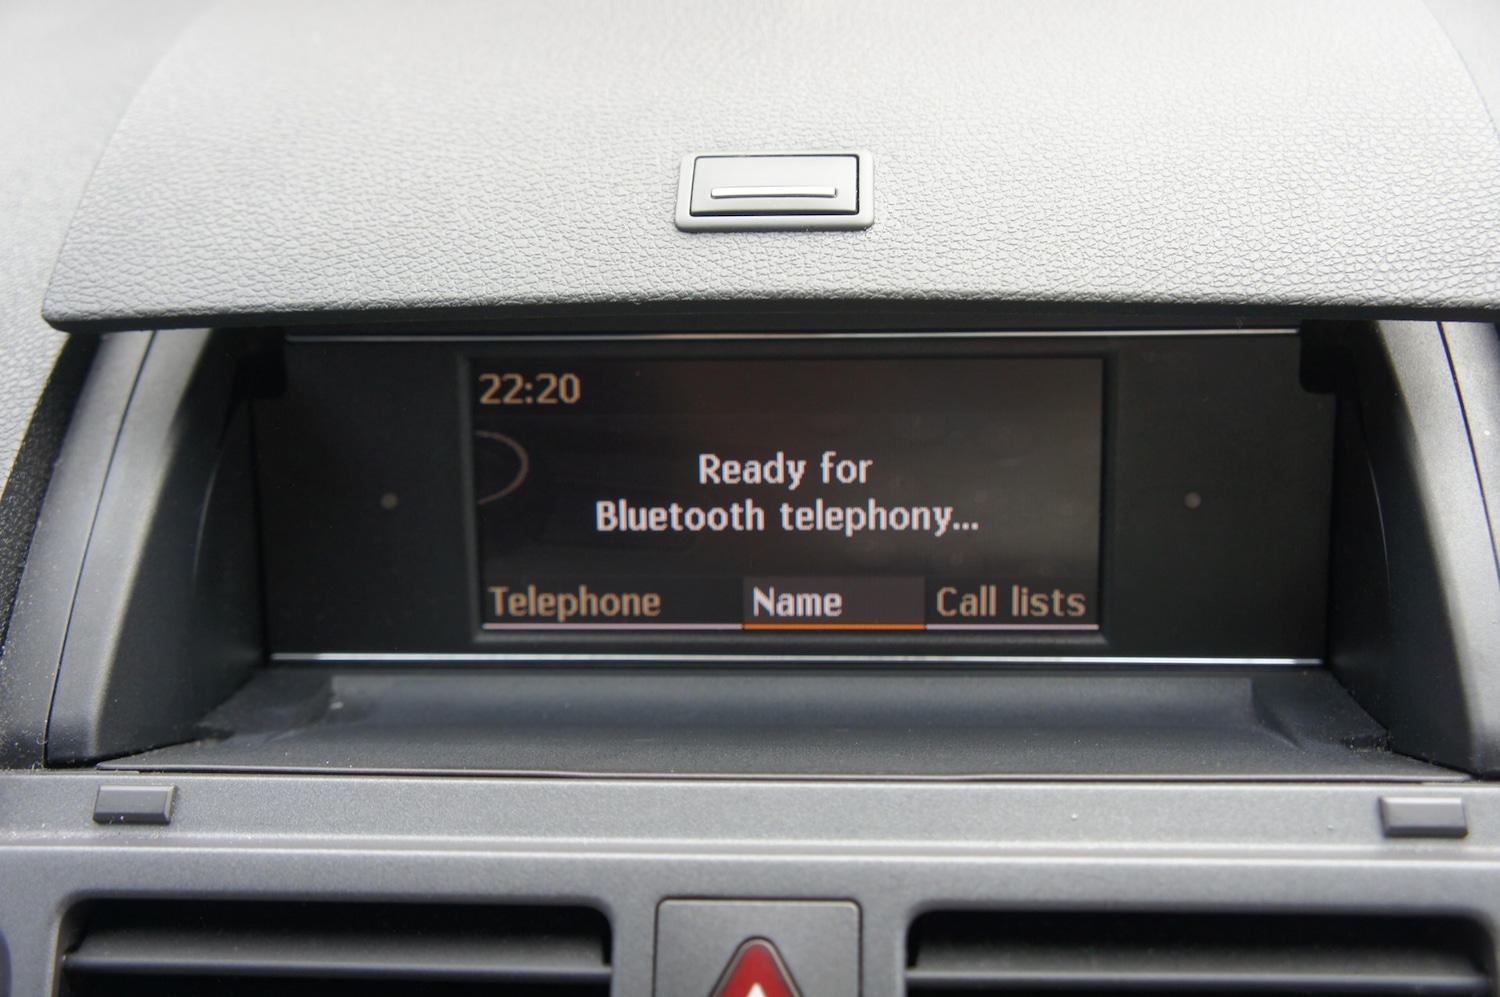 22:20
Ready for
Bluetooth telephony...
Telephone Name Call lists